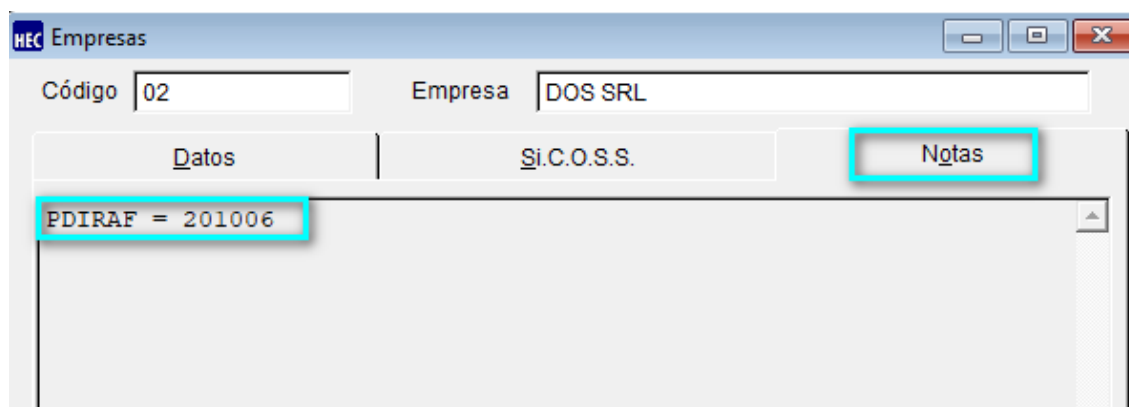 HEC Empresas
Código 02 Empresa DOS SRL
Datos Si.C.O.S.S. Notas
PDIRAF = 201006